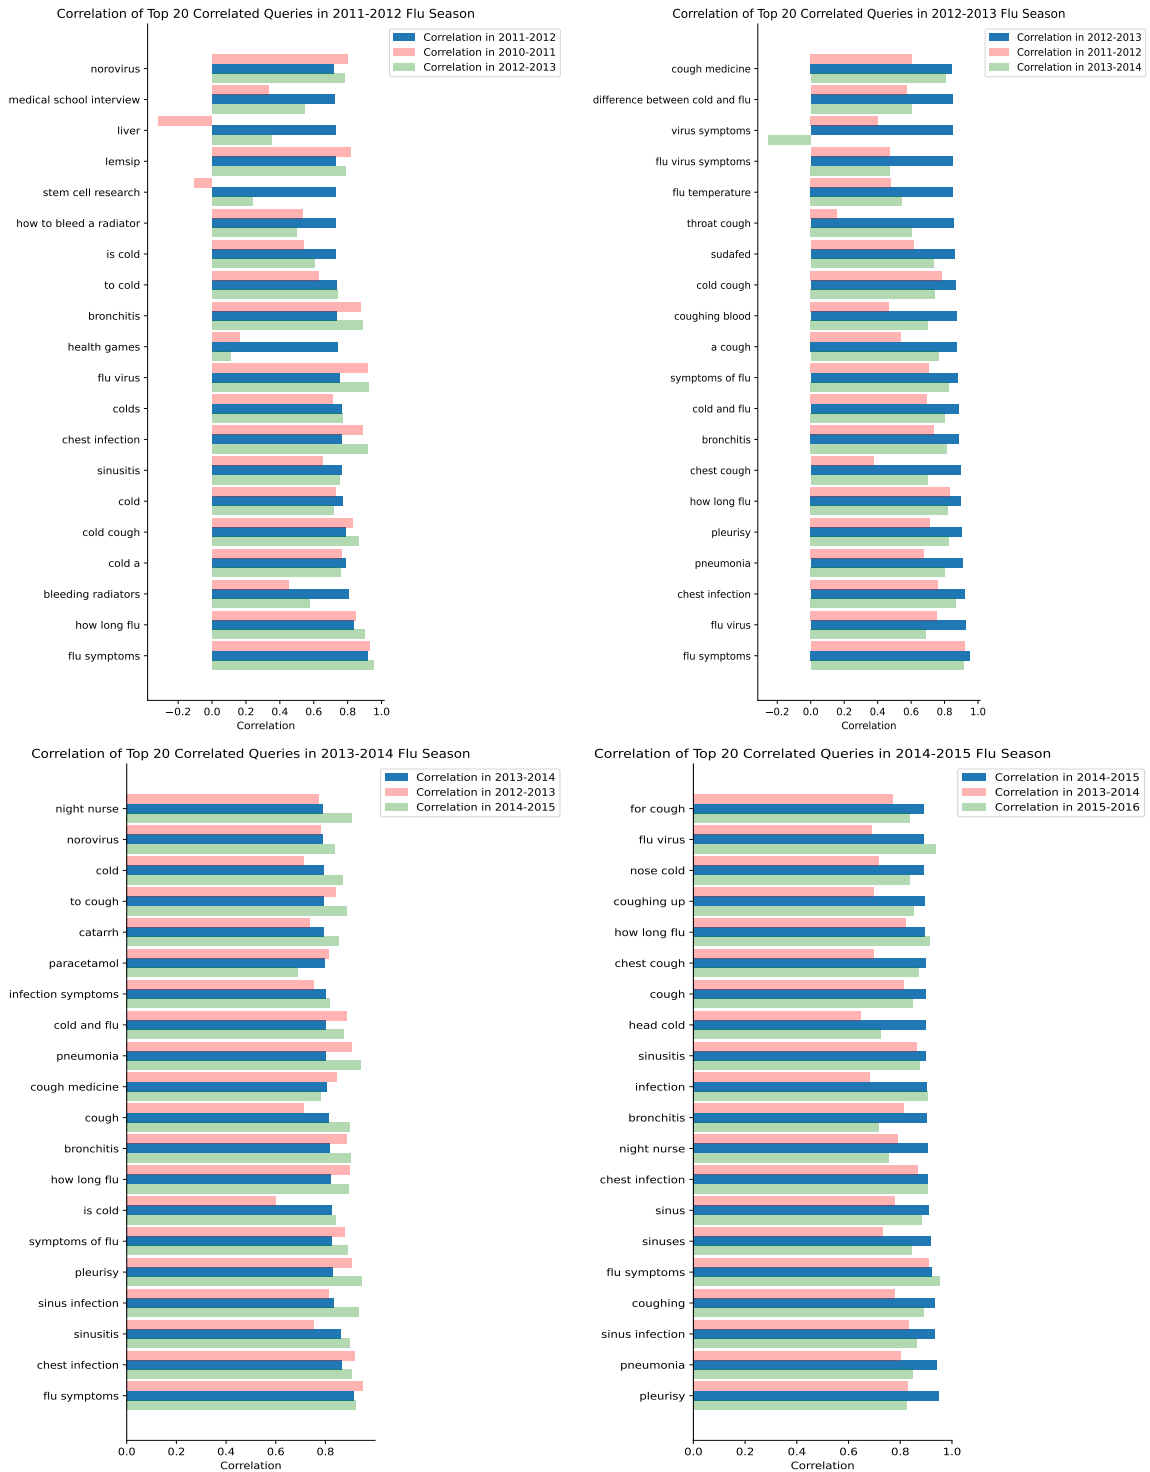 Correlation of Top 20 Correlated Queries in 2011-2012 Flu Season
Correlation in 2011-2012
Correlation in 2010-2011
Correlation in 2012-2013
norovirus
medical school interview
liver
lemsip
stem cell research
how to bleed a radiator
is cold
to cold
bronchitis
health games
flu virus
colds
chest infection
sinusitis
cold
cold cough
cold a
bleeding radiators
how long flu
flu symptoms
−0.2 0.0 0.2 0.4 0.6 0.8 1.0
Correlation
Correlation of Top 20 Correlated Queries in 2012-2013 Flu Season
Correlation in 2012-2013
Correlation in 2011-2012
Correlation in 2013-2014
cough medicine
difference between cold and flu
virus symptoms
flu virus symptoms
flu temperature
throat cough
sudafed
cold cough
coughing blood
a cough
symptoms of flu
cold and flu
bronchitis
chest cough
how long flu
pleurisy
pneumonia
chest infection
flu virus
flu symptoms
−0.2 0.0 0.2 0.4 0.6 0.8 1.0
Correlation
Correlation of Top 20 Correlated Queries in 2013-2014 Flu Season
Correlation in 2013-2014
Correlation in 2012-2013
Correlation in 2014-2015
night nurse
norovirus
cold
to cough
catarrh
paracetamol
infection symptoms
cold and flu
pneumonia
cough medicine
cough
bronchitis
how long flu
is cold
symptoms of flu
pleurisy
sinus infection
sinusitis
chest infection
flu symptoms
0.0 0.2 0.4 0.6 0.8
Correlation
Correlation of Top 20 Correlated Queries in 2014-2015 Flu Season
Correlation in 2014-2015
Correlation in 2013-2014
Correlation in 2015-2016
for cough
flu virus
nose cold
coughing up
how long flu
chest cough
cough
head cold
sinusitis
infection
bronchitis
night nurse
chest infection
sinus
sinuses
flu symptoms
coughing
sinus infection
pneumonia
pleurisy
0.0 0.2 0.4 0.6 0.8 1.0
Correlation